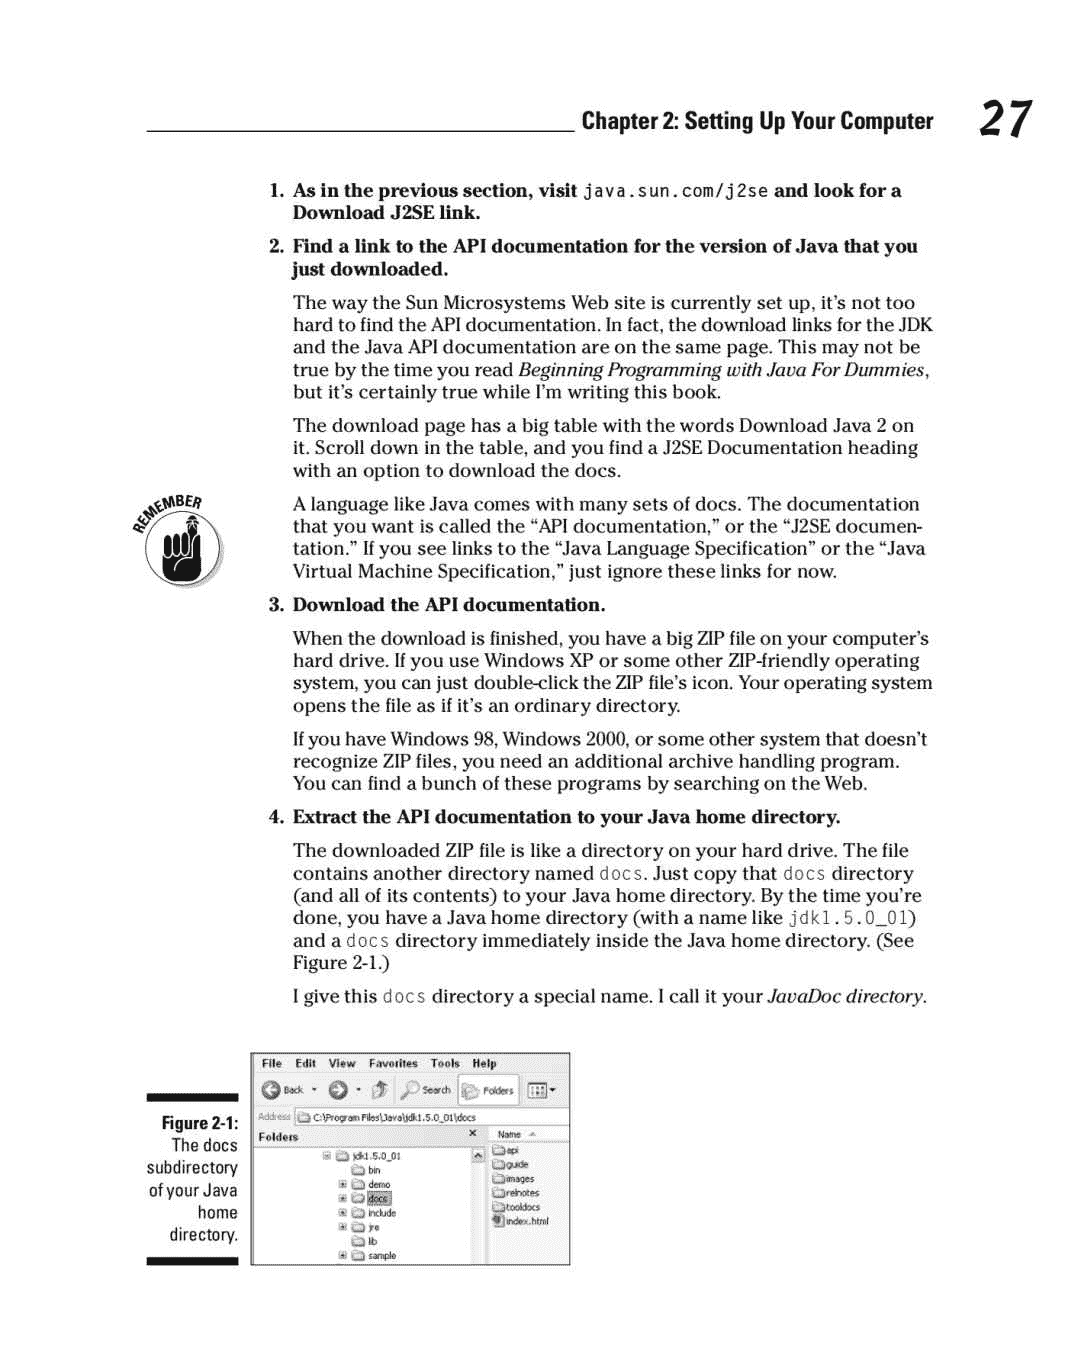 Chapter 2: Setting Up Your Computer 27
1. As in the previous section, visit java.sun.com/j2se and look for a
Download J2SE link.
2. Find a link to the API documentation for the version of Java that you
just downloaded.
The way the Sun Microsystems Web site is currently set up, it's not too
hard to find the API documentation. In fact, the download links for the JDK
and the Java API documentation are on the same page. This may not be
true by the time you read Beginning Programming with Java For Dummies,
but it's certainly true while I'm writing this book.
The download page has a big table with the words Download Java 2 on
it. Scroll down in the table, and you find a J2SE Documentation heading
with an option to download the docs.
REMEMBER
A language like Java comes with many sets of docs. The documentation
that you want is called the “API documentation,” or the “J2SE documen-
tation.” If you see links to the “Java Language Specification” or the “Java
Virtual Machine Specification,” just ignore these links for now.
3. Download the API documentation.
When the download is finished, you have a big ZIP file on your computer's
hard drive. If you use Windows XP or some other ZIP-friendly operating
system, you can just double-click the ZIP file's icon. Your operating system
opens the file as if it's an ordinary directory.
If you have Windows 98, Windows 2000, or some other system that doesn't
recognize ZIP files, you need an additional archive handling program.
You can find a bunch of these programs by searching on the Web.
4. Extract the API documentation to your Java home directory.
The downloaded ZIP file is like a directory on your hard drive. The file
contains another directory named docs. Just copy that docs directory
(and all of its contents) to your Java home directory. By the time you're
done, you have a Java home directory (with a name like jdk1.5.0_01)
and a docs directory immediately inside the Java home directory. (See
Figure 2-1.)
I give this docs directory a special name. I call it your JavaDoc directory.
Figure 2-1:
The docs
subdirectory
of your Java
home
directory.
File Edit View Favorites Tools Help
Back Search Folders
Address C:\Program Files\Java\jdk1.5.0_01\docs
Folders
jdk1.5.0_01
bin
demo
docs
include
jre
lib
sample
Name
api
guide
images
relnotes
tooldocs
index.html